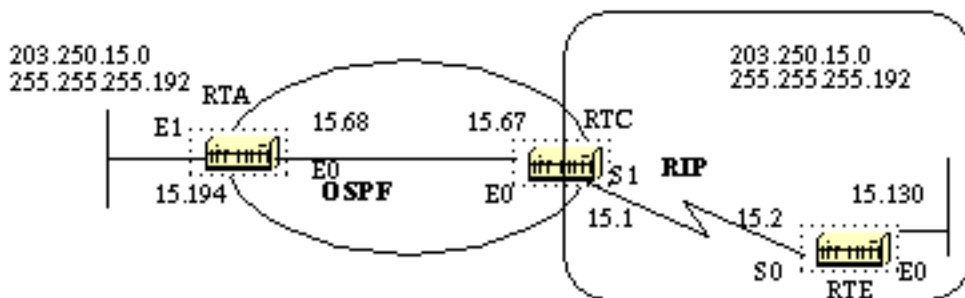 203.250.15.0
255.255.255.192
203.250.15.0
255.255.255.192
RTA
E1
15.68
15.67
RTC
E0
OSPF
E0
S1
RIP
15.194
15.1
15.2
15.130
S0
E0
RTE